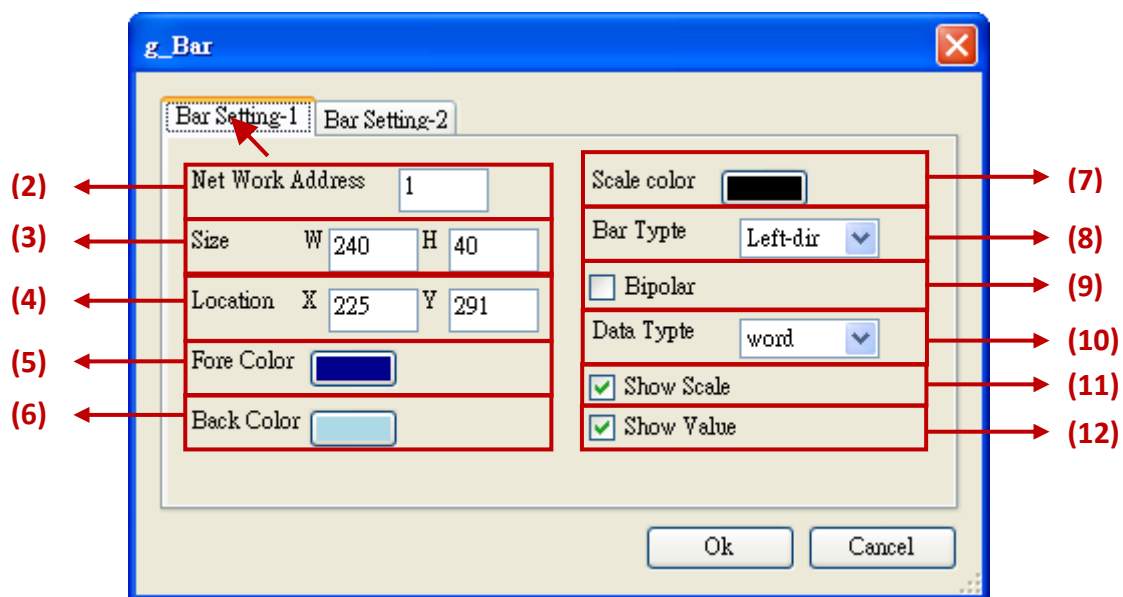 g_Bar
Bar Setting-1 Bar Setting-2
(2) Net Work Address 1
(3) Size W 240 H 40
(4) Location X 225 Y 291
(5) Fore Color
(6) Back Color
Scale color (7)
Bar Typte Left-dir (8)
Bipolar (9)
Data Typte word (10)
Show Scale (11)
Show Value (12)
Ok Cancel